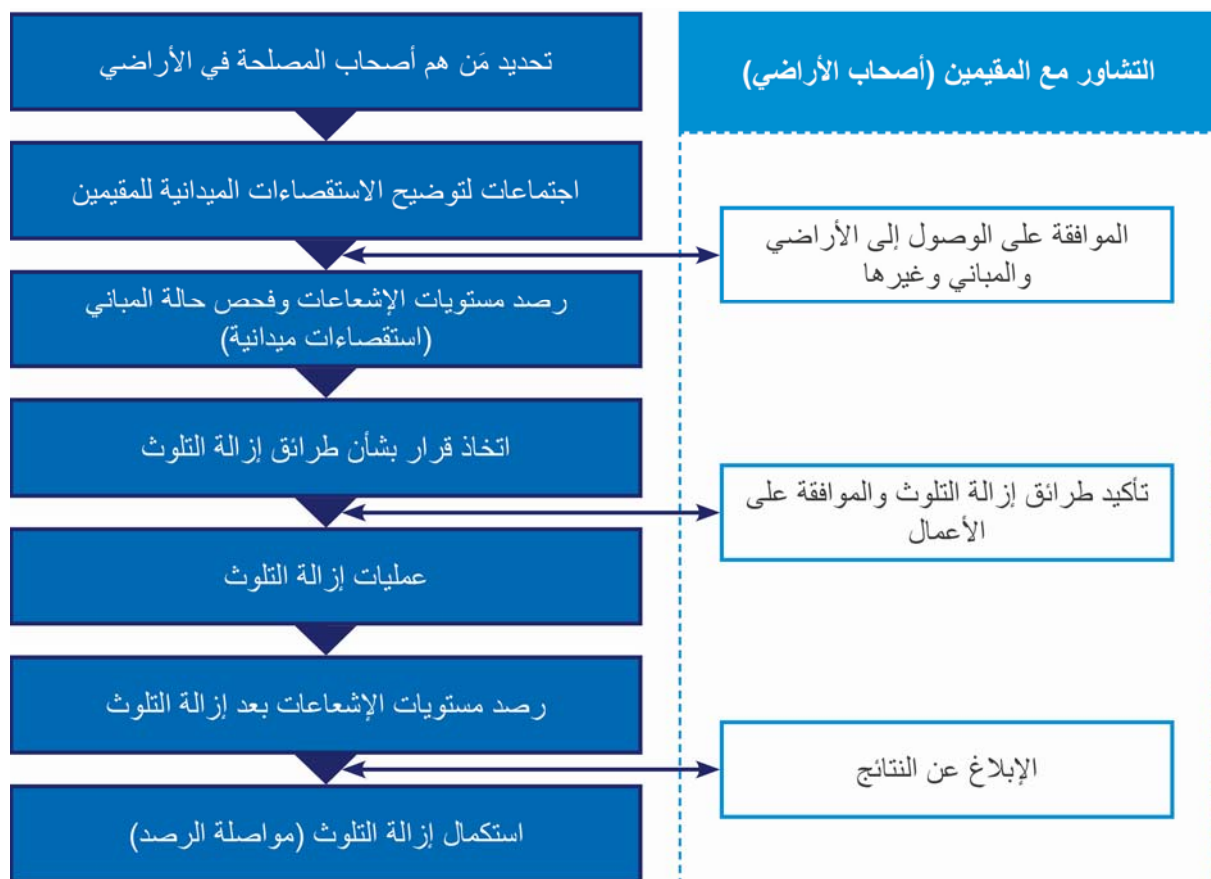 التشاور مع المقيمين (أصحاب الأراضي)
تحديد مَن هم أصحاب المصلحة في الأراضي
اجتماعات لتوضيح الاستقصاءات الميدانية للمقيمين
الموافقة على الوصول إلى الأراضي
والمباني وغيرها
رصد مستويات الإشعاعات وفحص حالة المباني
(استقصاءات ميدانية)
اتخاذ قرار بشأن طرائق إزالة التلوث
تأكيد طرائق إزالة التلوث والموافقة على
الأعمال
عمليات إزالة التلوث
رصد مستويات الإشعاعات بعد إزالة التلوث
الإبلاغ عن النتائج
استكمال إزالة التلوث (مواصلة الرصد)